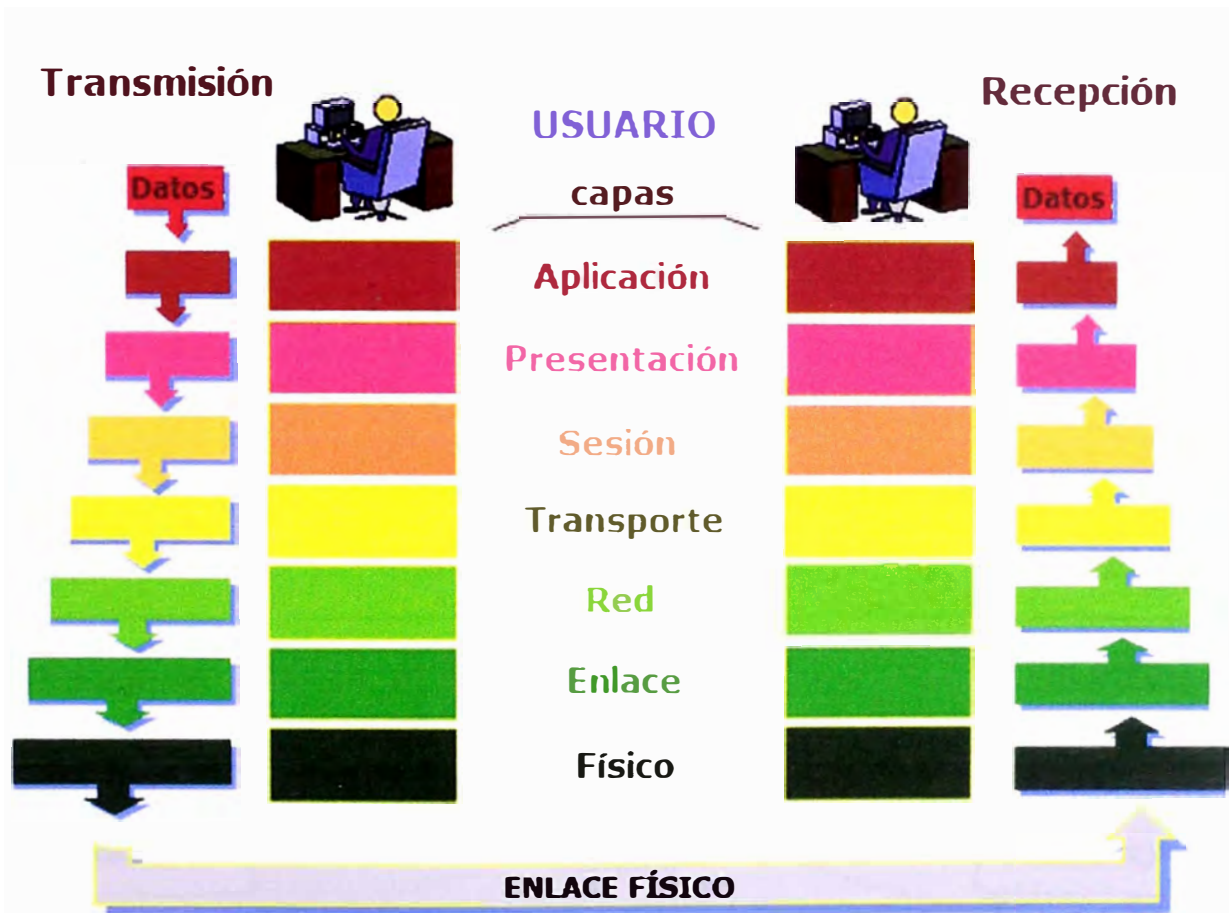 Transmisión
Recepción
USUARIO
capas
Datos
Datos
Aplicación
Presentación
Sesión
Transporte
Red
Enlace
Físico
ENLACE FÍSICO